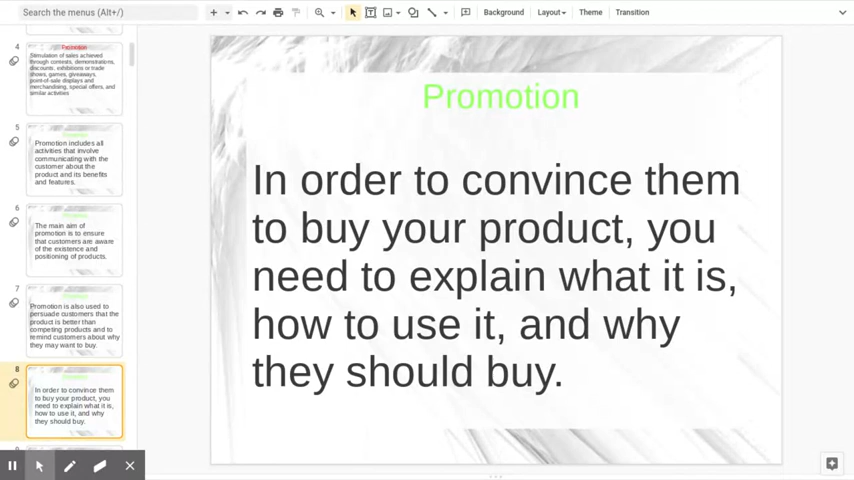 Search the menus (Alt+/)
Background
Layout
Theme
Transition
4
Promotion
Stimulation of sales achieved
through contests, demonstrations,
discounts, exhibitions or trade
shows, games, giveaways,
point-of-sale displays and
merchandising, special offers, and
similar activities
5
Promotion
Promotion includes all
activities that involve
communicating with the
customer about the
product and its benefits
and features.
6
Promotion
The main aim of
promotion is to ensure
that customers are aware
of the existence and
positioning of products.
7
Promotion
Promotion is also used to
persuade customers that the
product is better than
competing products and to
remind customers about why
they may want to buy.
8
Promotion
In order to convince them
to buy your product, you
need to explain what it is,
how to use it, and why
they should buy.
Promotion
In order to convince them
to buy your product, you
need to explain what it is,
how to use it, and why
they should buy.